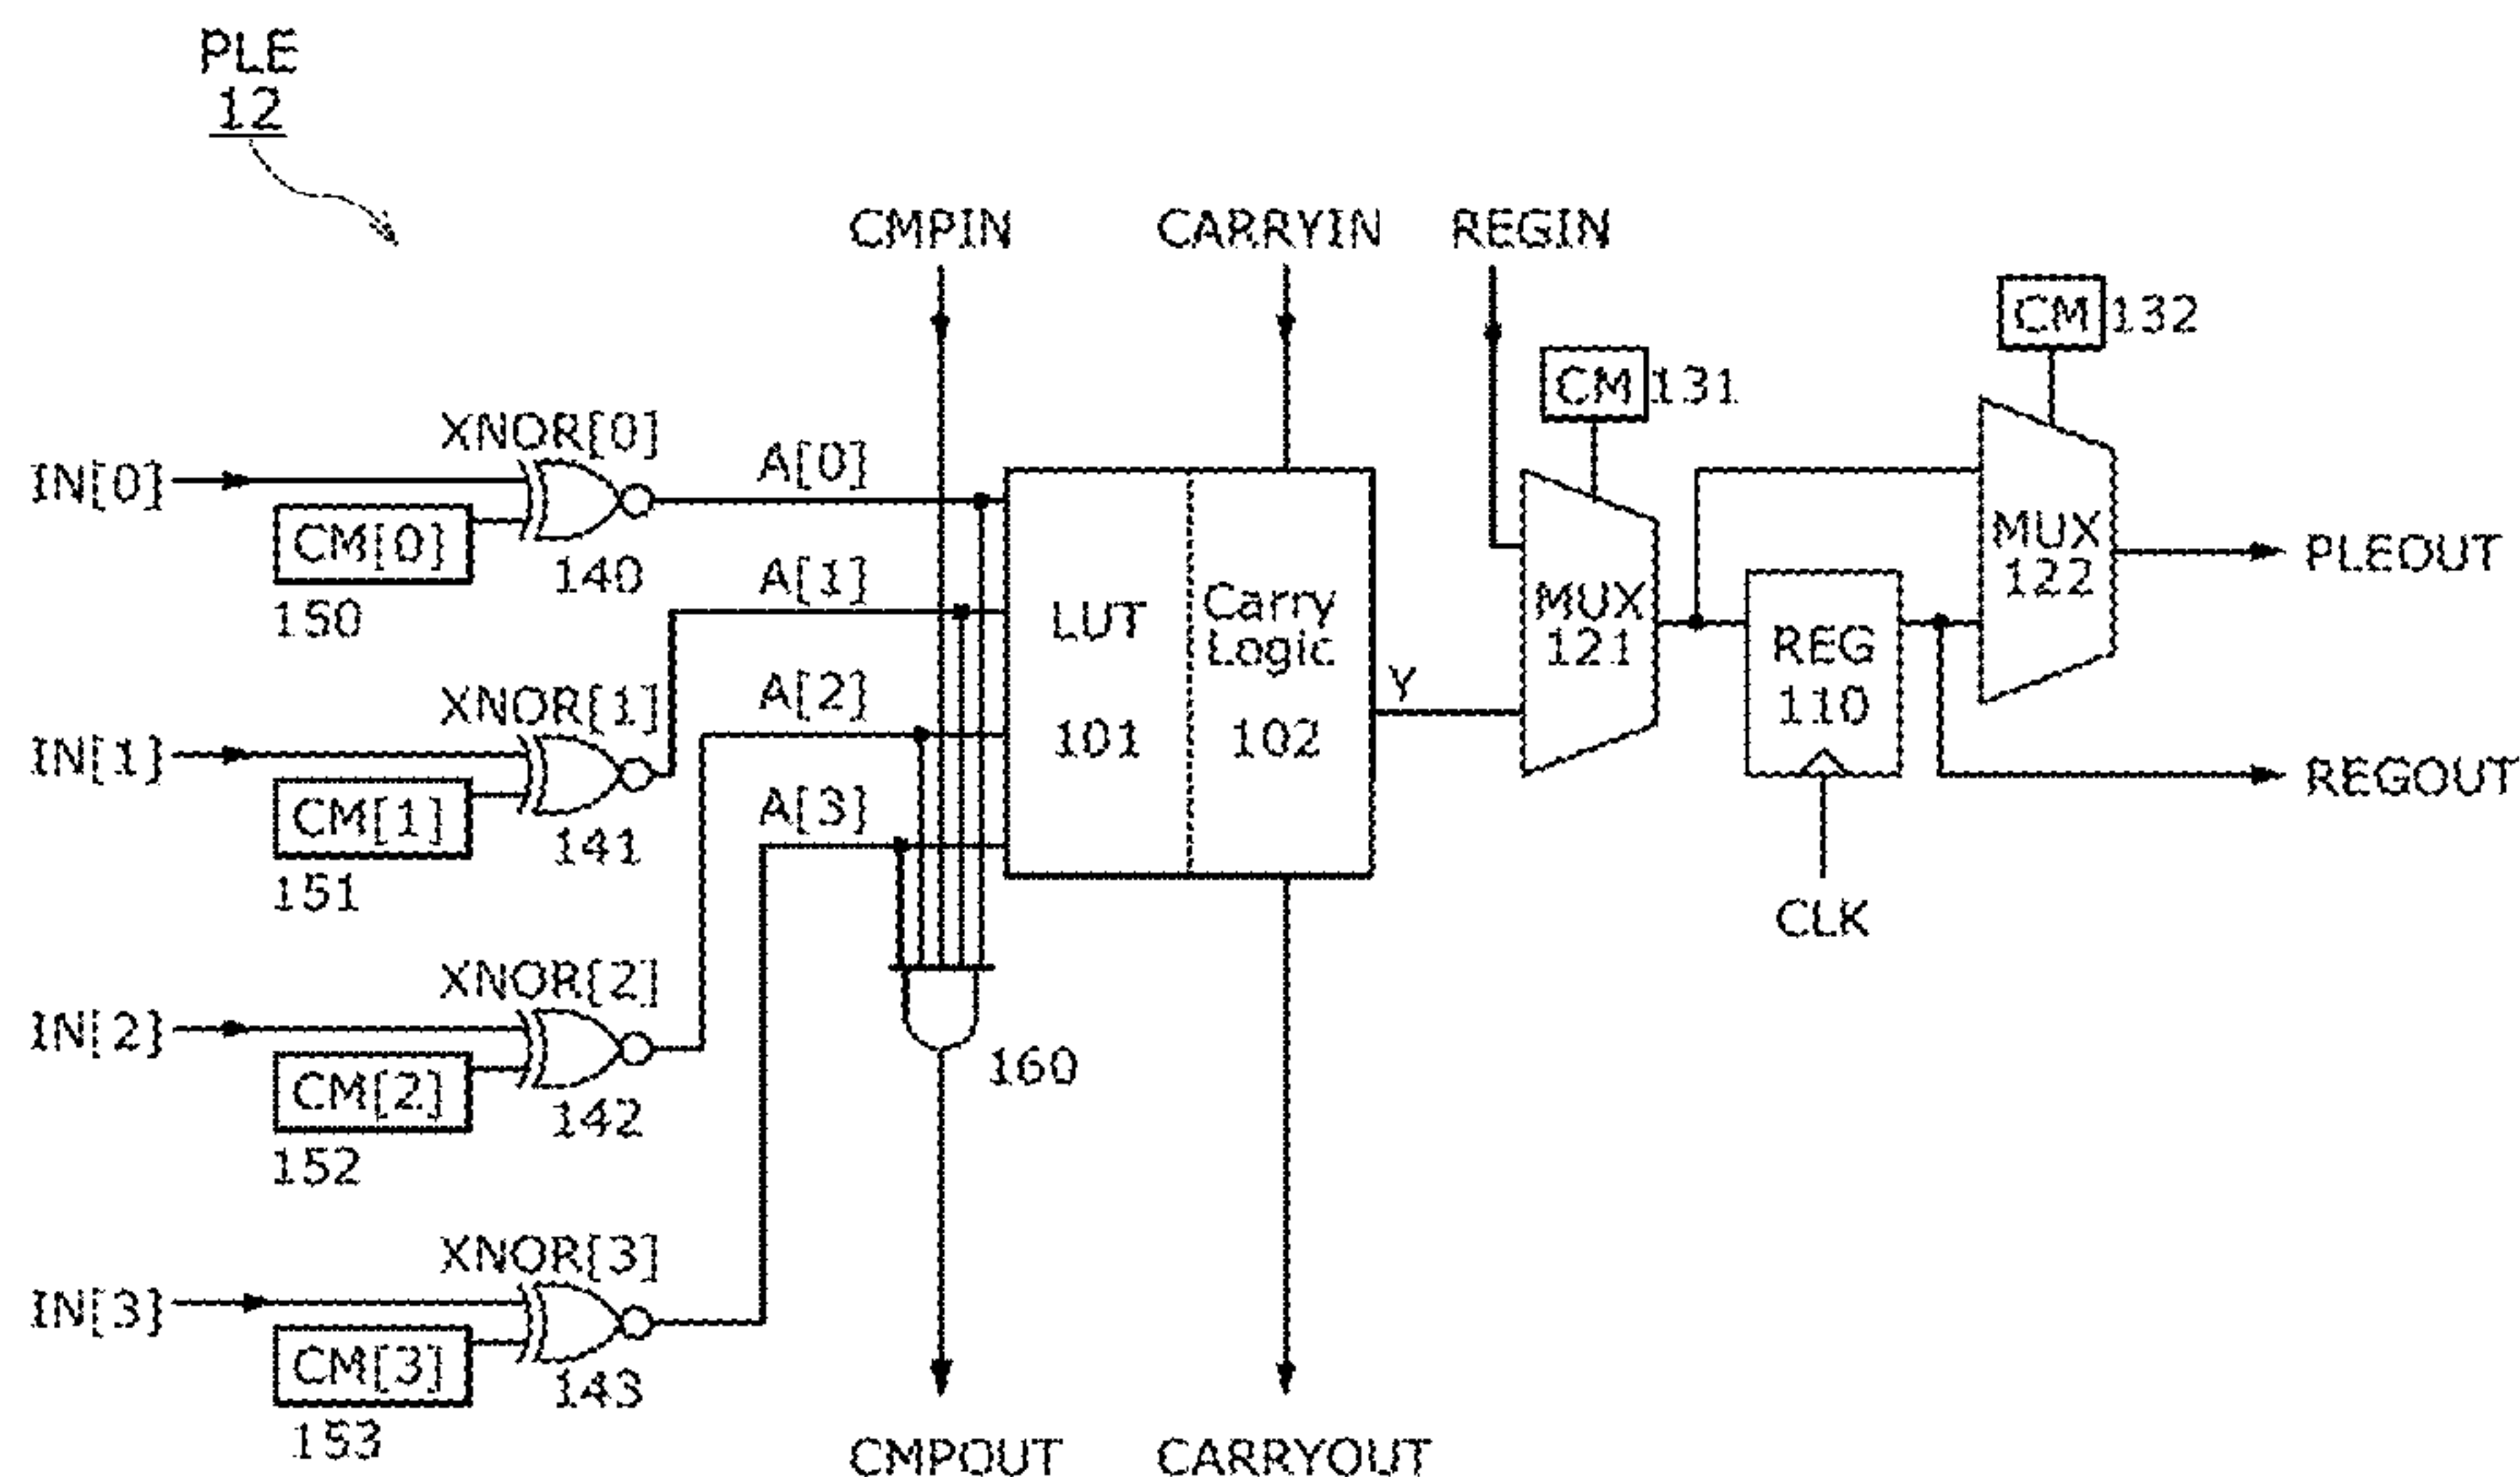 PLE
12
CMPIN CARRYIN REGIN
CM 132
CM 131
XNOR[0]
A[0]
IN[0]
CM[0]
140
150
A[1]
MUX
122
PLEOUT
LUT
101
Carry
Logic
102
MUX
121
REG
110
Y
REGOUT
CLK
XNOR[1]
A[2]
IN[1]
CM[1]
141
151
A[3]
XNOR[2]
IN[2]
CM[2]
142
152
160
XNOR[3]
IN[3]
CM[3]
143
153
CMPOUT CARRYOUT